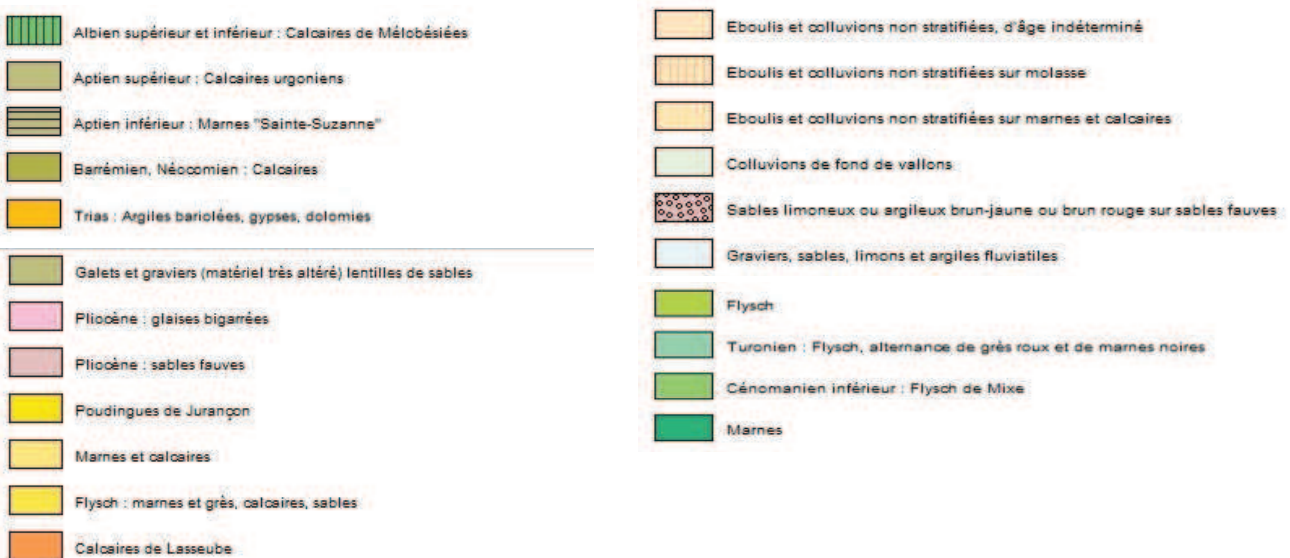 Albien supérieur et inférieur : Calcaires de Mélobésiées
Aptien supérieur : Calcaires urgoniens
Aptien inférieur : Marnes "Sainte-Suzanne"
Barrémien, Néocomien : Calcaires
Trias : Argiles bariolées, gypses, dolomies
Galets et graviers (matériel très altéré) lentilles de sables
Pliocène : glaises bigarrées
Pliocène : sables fauves
Poudingues de Jurançon
Marnes et calcaires
Flysch : marnes et grès, calcaires, sables
Calcaires de Lasseube
Eboulis et colluvions non stratifiées, d'âge indéterminé
Eboulis et colluvions non stratifiées sur molasse
Eboulis et colluvions non stratifiées sur marnes et calcaires
Colluvions de fond de vallons
Sables limoneux ou argileux brun-jaune ou brun rouge sur sables fauves
Graviers, sables, limons et argiles fluviatiles
Flysch
Turonien : Flysch, alternance de grès roux et de marnes noires
Cénomanien inférieur : Flysch de Mixe
Marnes